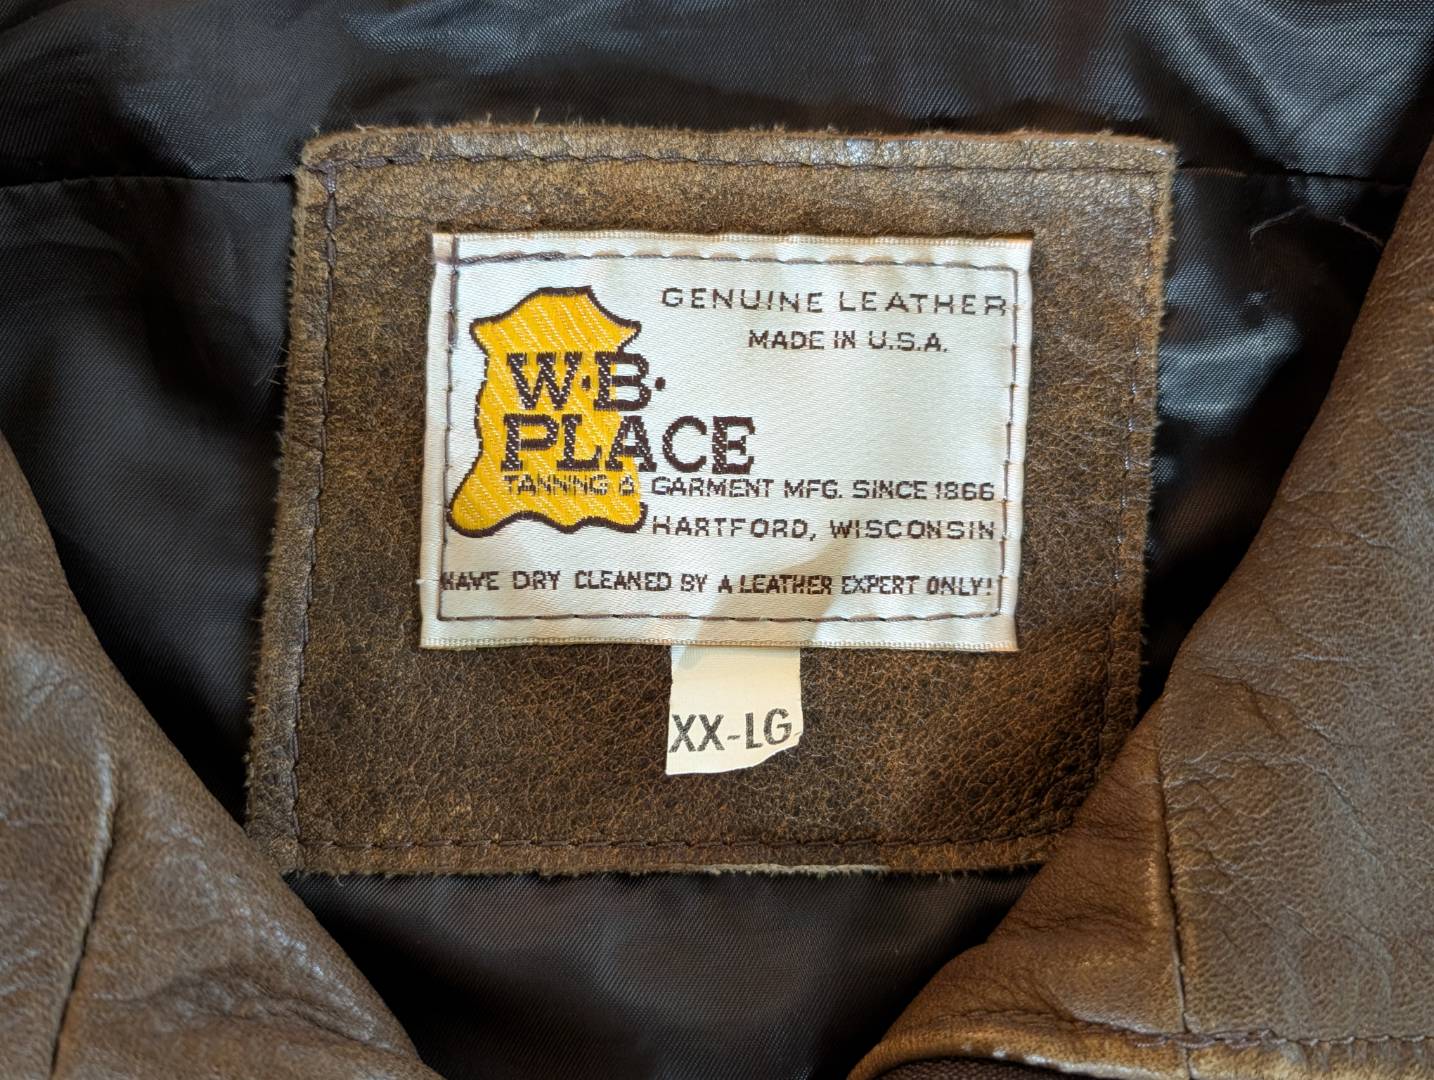 GENUINE LEATHER
MADE IN U.S.A.
W.B.
PLACE
TANNING & GARMENT MFG. SINCE 1866
HARTFORD, WISCONSIN
HAVE DRY CLEANED BY A LEATHER EXPERT ONLY!
XX-LG